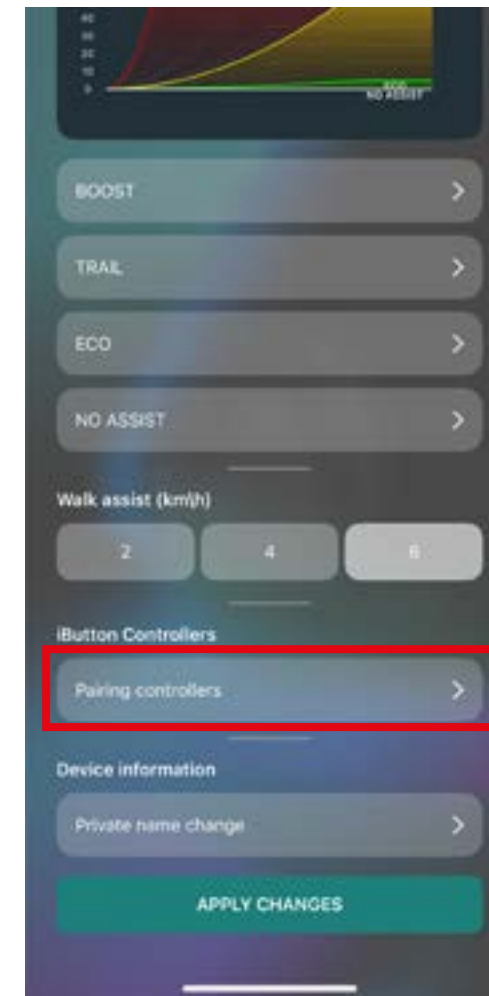 40
30
20
10
0
ECO
NO ASSIST
BOOST
TRAIL
ECO
NO ASSIST
Walk assist (km\h)
2 4 6
iButton Controllers
Pairing controllers
Device information
Private name change
APPLY CHANGES